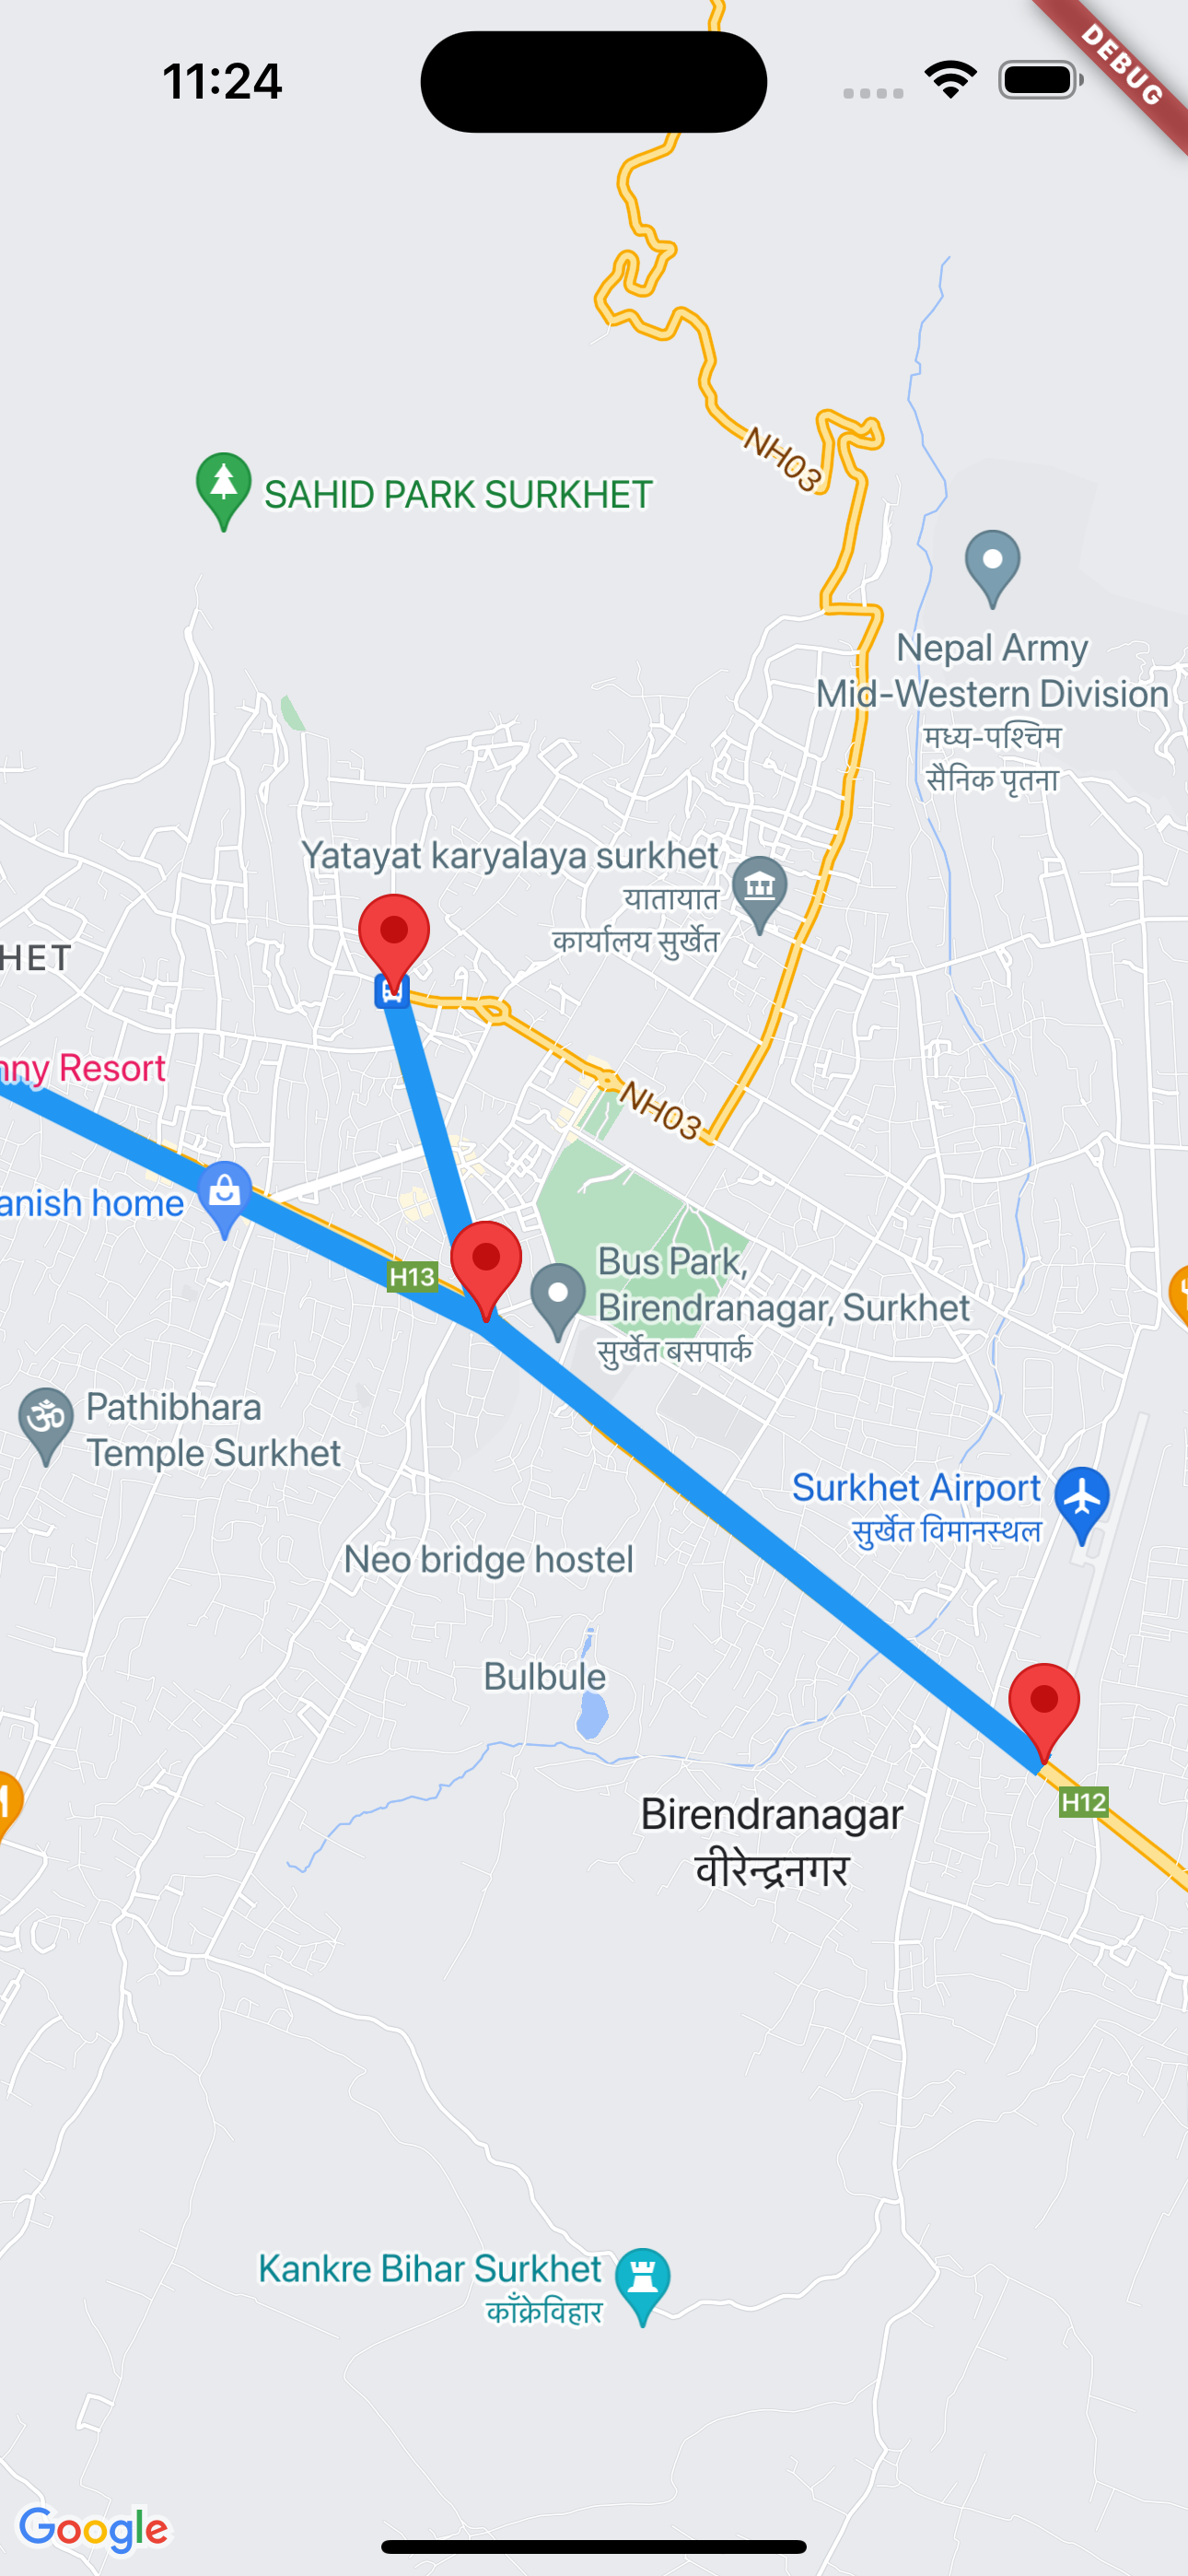 11:24
DEBUG
NH03
SAHID PARK SURKHET
Nepal Army
Mid-Western Division
मध्य-पश्चिम
सैनिक पृतना
Yatayat karyalaya surkhet
यातायात
कार्यालय सुर्खेत
HET
nny Resort
NH03
anish home
H13
Bus Park,
Birendranagar, Surkhet
सुर्खेत बसपार्क
Pathibhara
Temple Surkhet
Surkhet Airport
सुर्खेत विमानस्थल
Neo bridge hostel
Bulbule
H12
Birendranagar
वीरेन्द्रनगर
Kankre Bihar Surkhet
काँक्रेविहार
Google